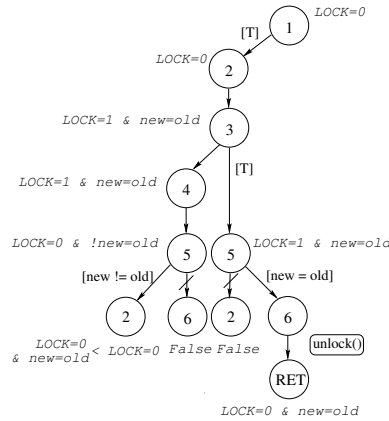 LOCK=0
1
[T]
LOCK=0
2
LOCK=1 & new=old
3
[T]
LOCK=1 & new=old
4
LOCK=0 & !new=old
5
5
LOCK=1 & new=old
[new != old]
[new = old]
2
6
2
6
LOCK=0
& new=old
< LOCK=0
False
False
unlock()
RET
LOCK=0 & new=old